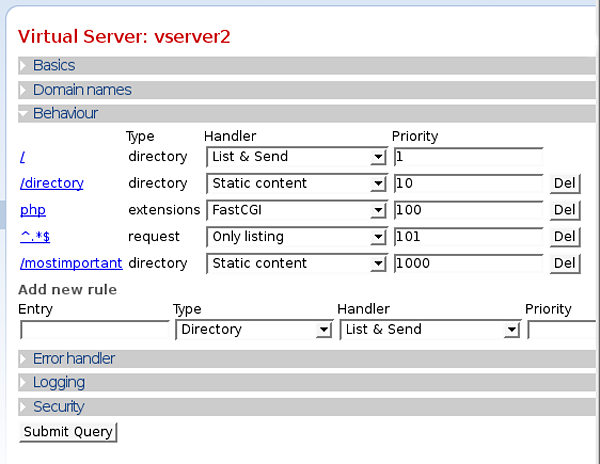 Virtual Server: vserver2
Basics
Domain names
Behaviour
Type Handler Priority
/ directory List & Send 1
/directory directory Static content 10 Del
php extensions FastCGI 100 Del
^.*$ request Only listing 101 Del
/mostimportant directory Static content 1000 Del
Add new rule
Entry Type Handler Priority
Directory List & Send
Error handler
Logging
Security
Submit Query